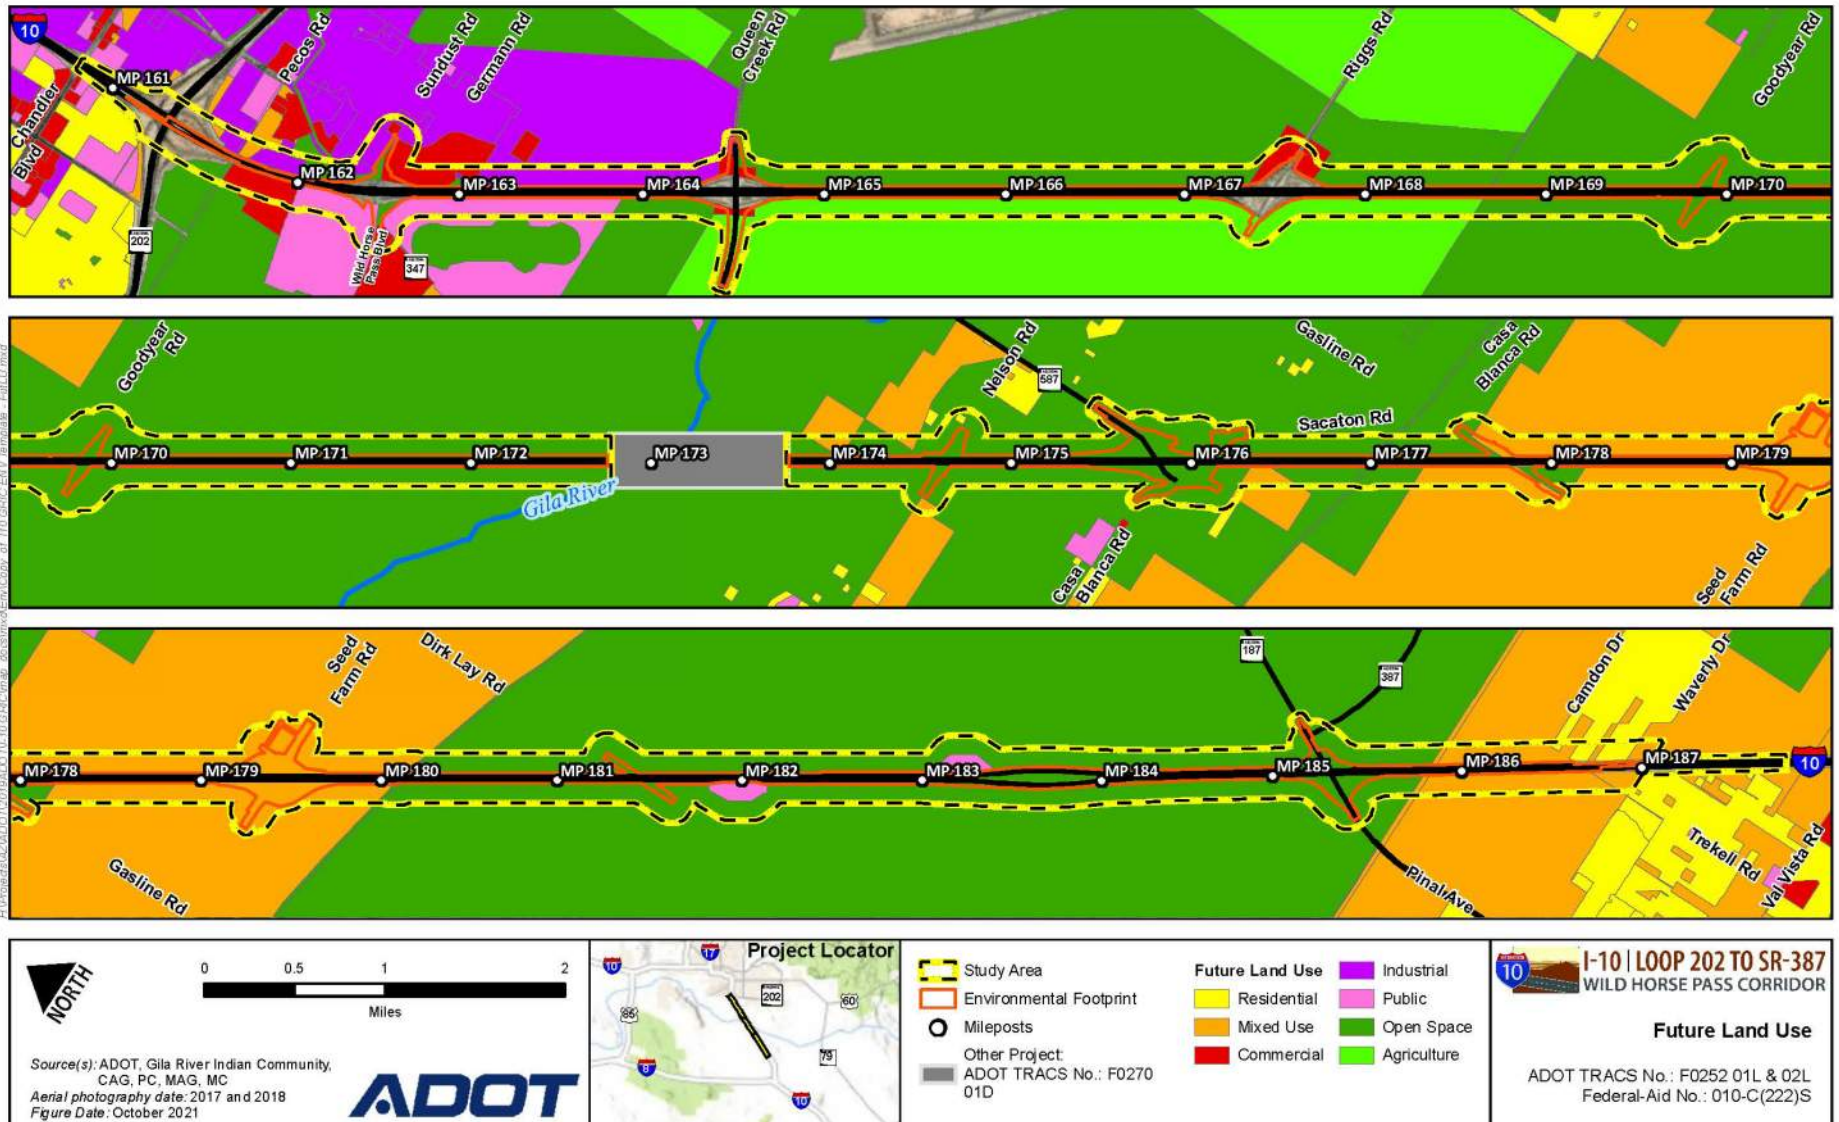 10
Chandler
Blvd
Pecos Rd
Sundust Rd
Germann Rd
Queen
Creek Rd
Riggs Rd
Goodyear Rd
MP 161
MP 162
MP 163
MP 164
MP 165
MP 166
MP 167
MP 168
MP 169
MP 170
202
Wild Horse
Pass Blvd
347
Goodyear
Rd
Nelson Rd
587
Gasline Rd
Casa
Blanca Rd
Sacaton Rd
MP 170
MP 171
MP 172
MP 173
MP 174
MP 175
MP 176
MP 177
MP 178
MP 179
Gila River
Casa
Blanca Rd
Seed
Farm Rd
Seed
Farm Rd
Dirk Lay Rd
187
387
Camdon Dr
Waverly Dr
MP 178
MP 179
MP 180
MP 181
MP 182
MP 183
MP 184
MP 185
MP 186
MP 187
10
Gasline Rd
Pinal Ave
Trekell Rd
Val Vista Rd
NORTH
0 0.5 1 2
Miles
Source(s): ADOT, Gila River Indian Community,
CAG, PC, MAG, MC
Aerial photography date: 2017 and 2018
Figure Date: October 2021
ADOT
Project Locator
10
17
202
60
85
79
8
10
Study Area
Environmental Footprint
Mileposts
Other Project:
ADOT TRACS No.: F0270
01D
Future Land Use
Residential
Mixed Use
Commercial
Industrial
Public
Open Space
Agriculture
10
I-10 | LOOP 202 TO SR-387
WILD HORSE PASS CORRIDOR
Future Land Use
ADOT TRACS No.: F0252 01L & 02L
Federal-Aid No.: 010-C(222)S